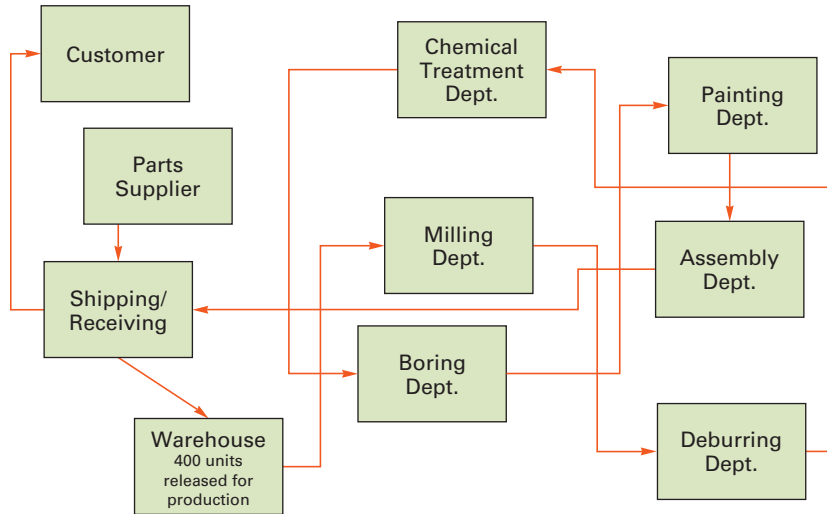 Customer
Chemical
Treatment
Dept.
Painting
Dept.
Parts
Supplier
Milling
Dept.
Assembly
Dept.
Shipping/
Receiving
Boring
Dept.
Warehouse
400 units
released for
production
Deburring
Dept.